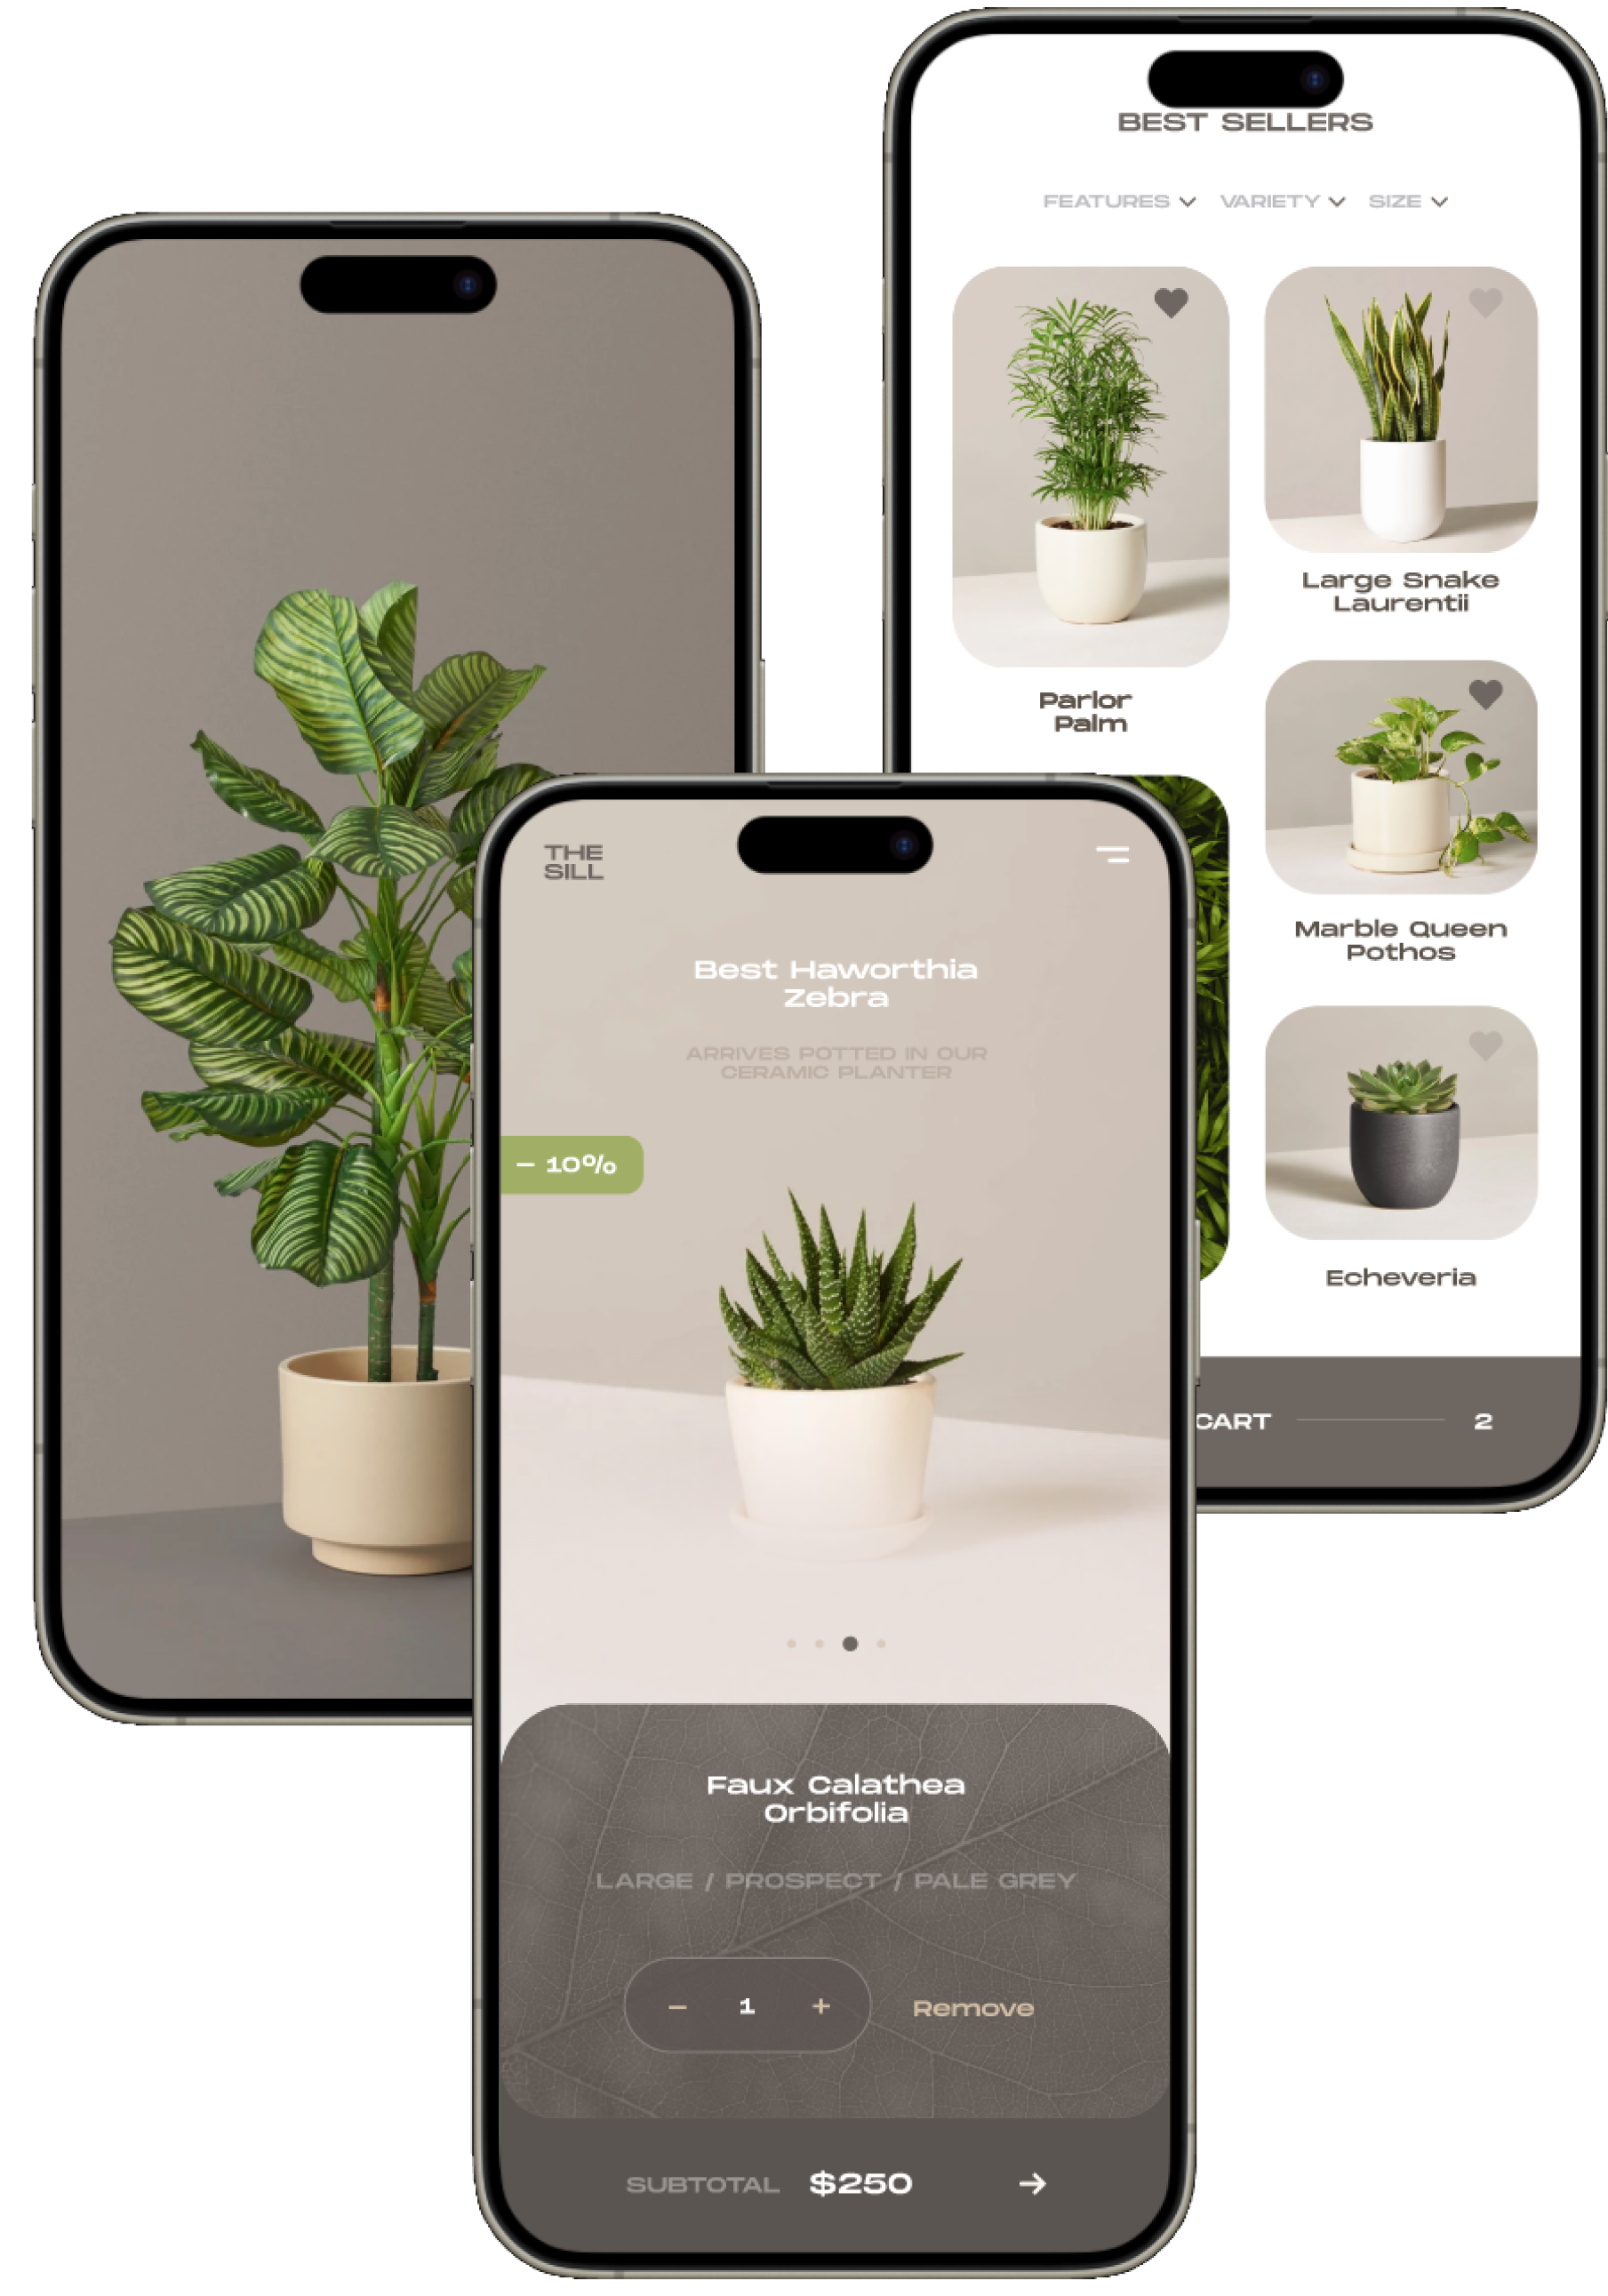 BEST SELLERS
FEATURES VARIETY SIZE
Large Snake
Laurentii
Parlor
Palm
Marble Queen
Pothos
Echeveria
CART 2
THE
SILL
Best Haworthia
Zebra
ARRIVES POTTED IN OUR
CERAMIC PLANTER
– 10%
Faux Calathea
Orbifolia
LARGE / PROSPECT / PALE GREY
– 1 +
Remove
SUBTOTAL $250 →